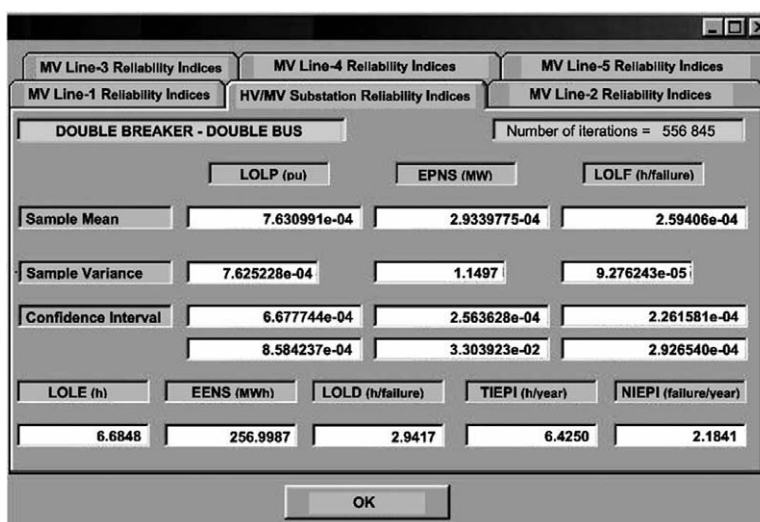 MV Line-3 Reliability Indices MV Line-4 Reliability Indices MV Line-5 Reliability Indices
MV Line-1 Reliability Indices HV/MV Substation Reliability Indices MV Line-2 Reliability Indices
DOUBLE BREAKER - DOUBLE BUS Number of iterations = 556 845
LOLP (pu) EPNS (MW) LOLF (h/failure)
Sample Mean 7.630991e-04 2.9339775-04 2.59406e-04
Sample Variance 7.625228e-04 1.1497 9.276243e-05
Confidence Interval 6.677744e-04 2.563628e-04 2.261581e-04
8.584237e-04 3.303923e-02 2.926540e-04
LOLE (h) EENS (MWh) LOLD (h/failure) TIEPI (h/year) NIEPI (failure/year)
6.6848 256.9987 2.9417 6.4250 2.1841
OK